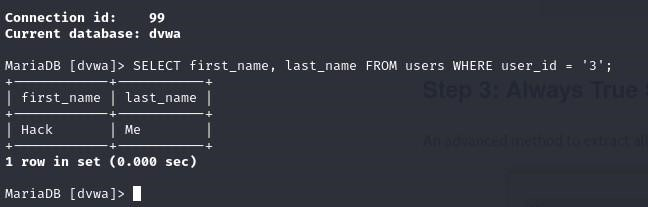 Connection id:    99
Current database: dvwa
MariaDB [dvwa]> SELECT first_name, last_name FROM users WHERE user_id = '3';
+------------+-----------+
| first_name | last_name |
+------------+-----------+
| Hack       | Me        |
+------------+-----------+
1 row in set (0.000 sec)
MariaDB [dvwa]>
Step 3: Always True S
An advanced method to extract all